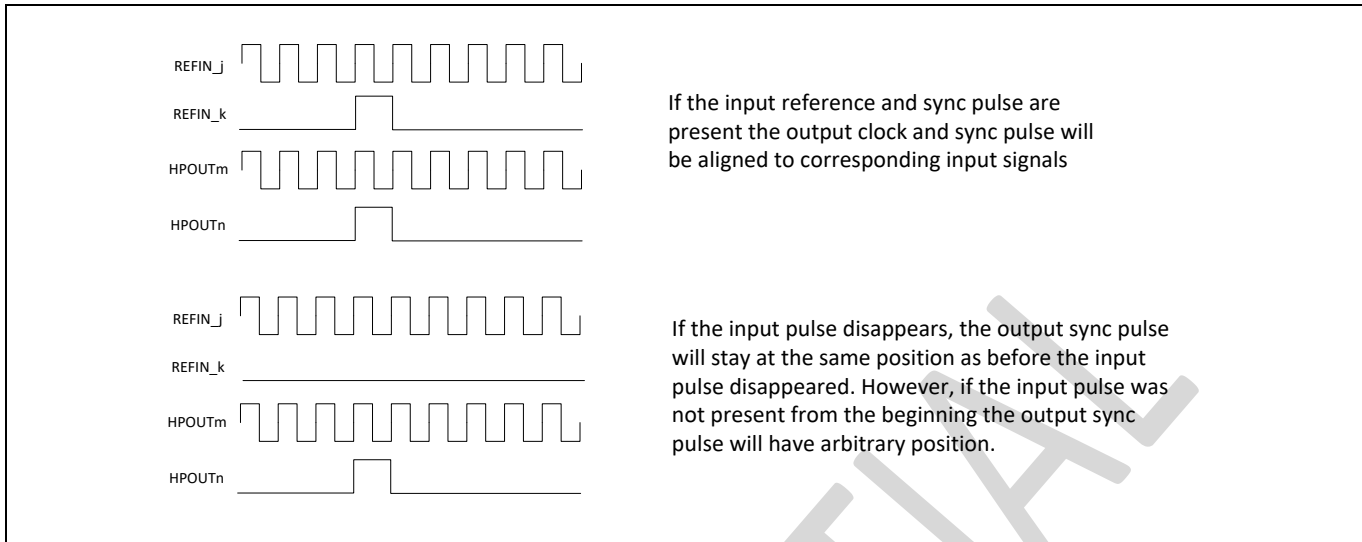 REFIN_j
REFIN_k
HPOUTm
HPOUTn
If the input reference and sync pulse are
present the output clock and sync pulse will
be aligned to corresponding input signals
REFIN_j
REFIN_k
HPOUTm
HPOUTn
If the input pulse disappears, the output sync pulse
will stay at the same position as before the input
pulse disappeared. However, if the input pulse was
not present from the beginning the output sync
pulse will have arbitrary position.
TIAL